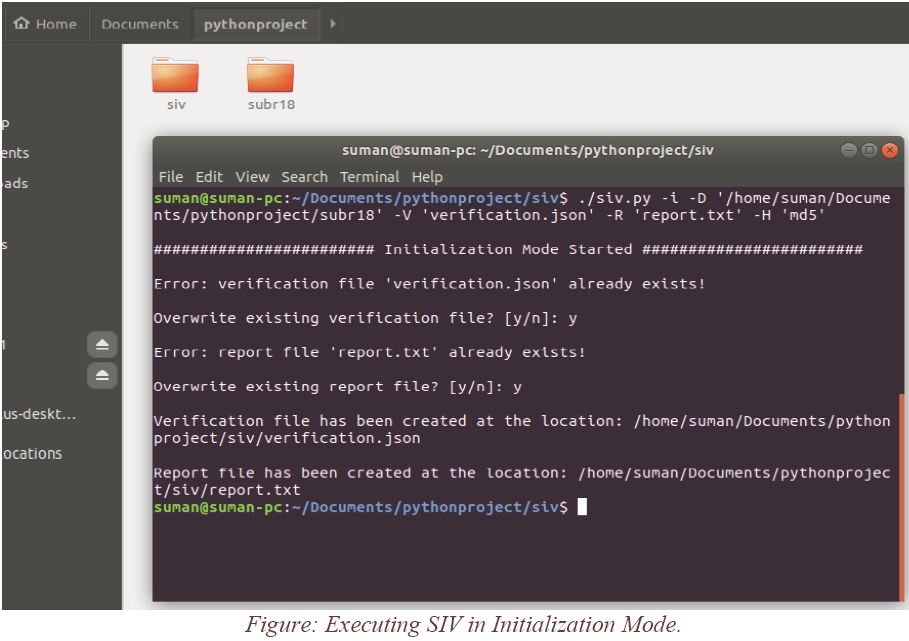 Home Documents pythonproject
siv subr18
p
ents
ads
s
1
us-deskt...
ocations
suman@suman-pc: ~/Documents/pythonproject/siv
File Edit View Search Terminal Help
suman@suman-pc:~/Documents/pythonproject/siv$ ./siv.py -i -D '/home/suman/Docume
nts/pythonproject/subr18' -V 'verification.json' -R 'report.txt' -H 'md5'
######################## Initialization Mode Started ########################
Error: verification file 'verification.json' already exists!
Overwrite existing verification file? [y/n]: y
Error: report file 'report.txt' already exists!
Overwrite existing report file? [y/n]: y
Verification file has been created at the location: /home/suman/Documents/python
project/siv/verification.json
Report file has been created at the location: /home/suman/Documents/pythonprojec
t/siv/report.txt
suman@suman-pc:~/Documents/pythonproject/siv$
Figure: Executing SIV in Initialization Mode.